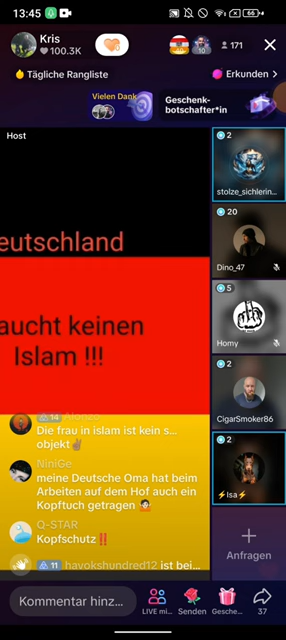 13:45
66
Kris
100.3K
10
171
Tägliche Rangliste
Erkunden >
Vielen Dank
Geschenk-
botschafter*in
Host
2
stolze_sichlerin...
eutschland
20
Dino_47
aucht keinen
Islam !!!
5
Homy
2
CigarSmoker86
14
Die frau in islam ist kein s...
objekt
NiniGe
meine Deutsche Oma hat beim
Arbeiten auf dem Hof auch ein
Kopftuch getragen
2
⚡Isa⚡
Q-STAR
Kopfschutz‼️
11 havokshundred12 ist bei...
Anfragen
Kommentar hinz...
LIVE mi...
Senden
Gesche...
37